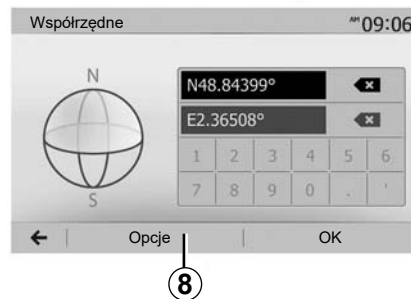 Współrzędne
AM 09:06
N
S
N48.84399°
E2.36508°
1 2 3 4 5 6
7 8 9 0 . '
Opcje
OK
8